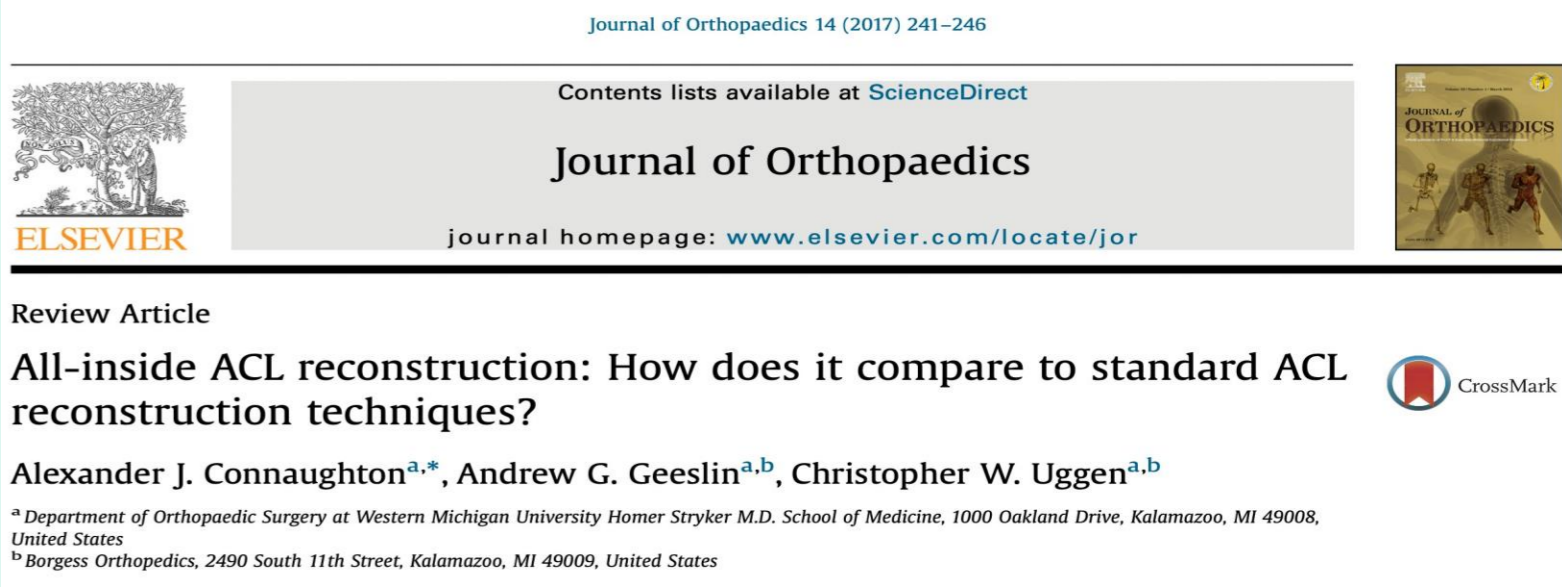 Journal of Orthopaedics 14 (2017) 241–246
Contents lists available at ScienceDirect
Journal of Orthopaedics
journal homepage: www.elsevier.com/locate/jor
ELSEVIER
JOURNAL of
ORTHOPAEDICS
Review Article
All-inside ACL reconstruction: How does it compare to standard ACL
reconstruction techniques?
CrossMark
Alexander J. Connaughtonᵃ,*, Andrew G. Geeslinᵃ,ᵇ, Christopher W. Uggenᵃ,ᵇ
ᵃ Department of Orthopaedic Surgery at Western Michigan University Homer Stryker M.D. School of Medicine, 1000 Oakland Drive, Kalamazoo, MI 49008,
United States
ᵇ Borgess Orthopedics, 2490 South 11th Street, Kalamazoo, MI 49009, United States